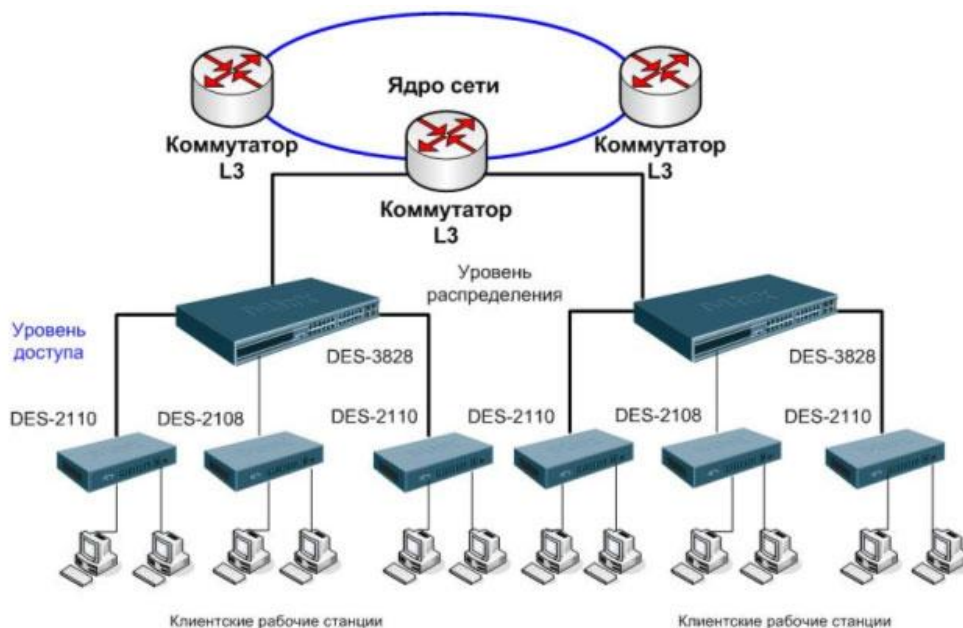 Ядро сети
Коммутатор
L3
Коммутатор
L3
Коммутатор
L3
Уровень
распределения
Уровень
доступа
DES-3828
DES-3828
DES-2110
DES-2108
DES-2110
DES-2110
DES-2108
DES-2110
Клиентские рабочие станции
Клиентские рабочие станции